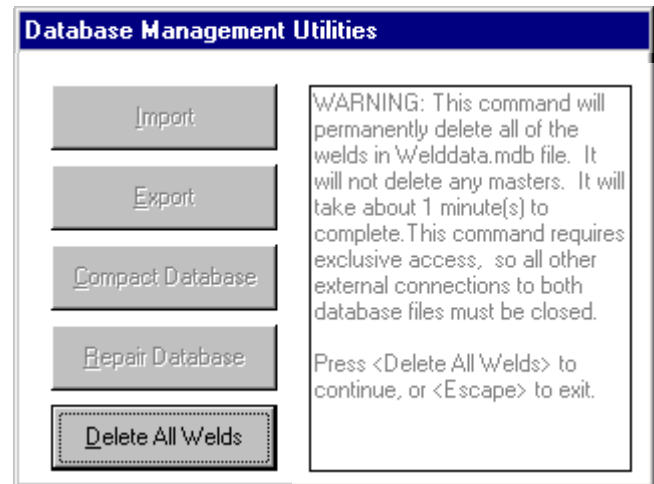 Database Management Utilities
Import
Export
Compact Database
Repair Database
Delete All Welds
WARNING: This command will
permanently delete all of the
welds in Welddata.mdb file.  It
will not delete any masters.  It will
take about 1 minute(s) to
complete.This command requires
exclusive access,  so all other
external connections to both
database files must be closed.
Press <Delete All Welds> to
continue, or <Escape> to exit.